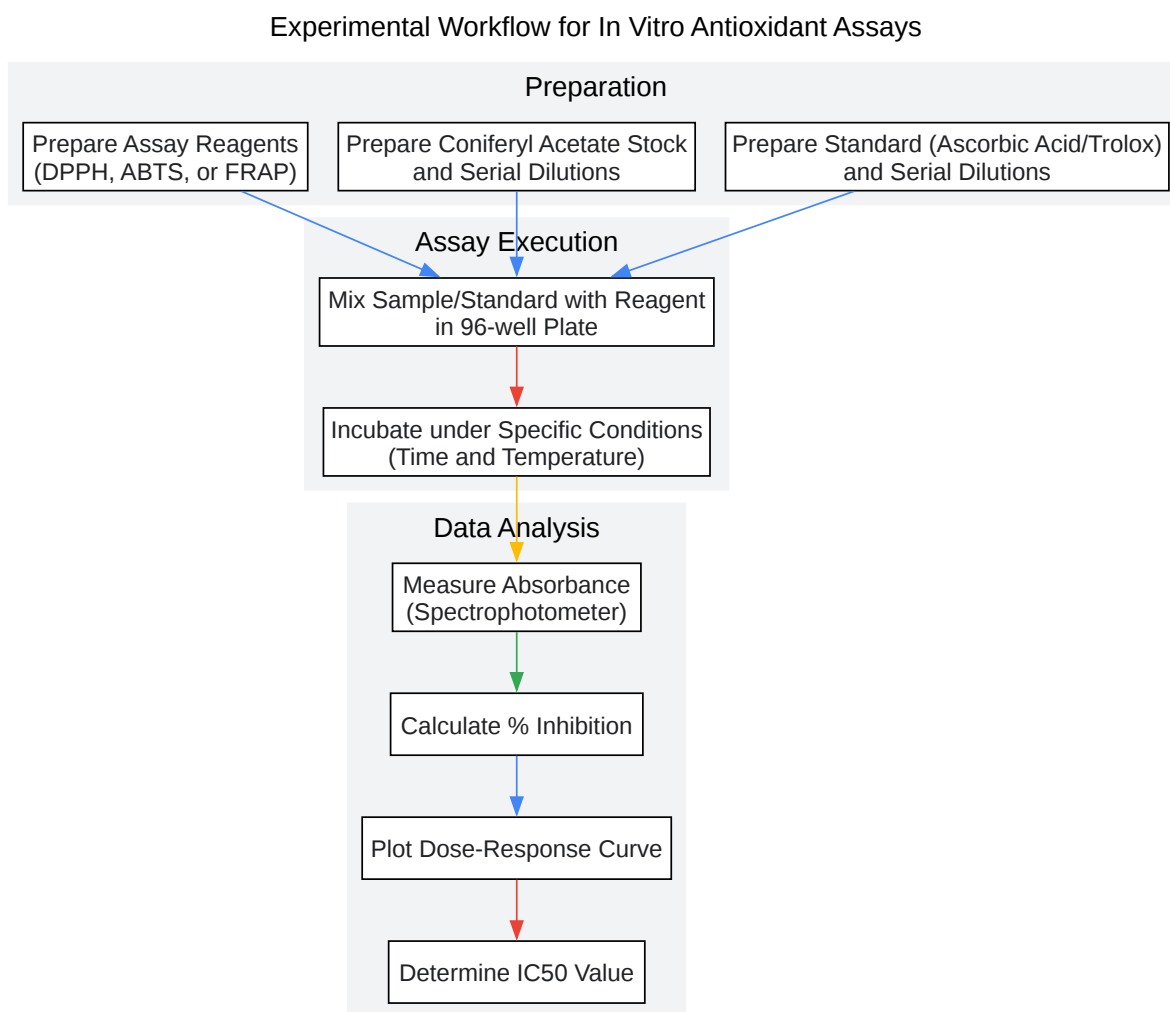 Experimental Workflow for In Vitro Antioxidant Assays
Preparation
Prepare Assay Reagents
(DPPH, ABTS, or FRAP)
Prepare Coniferyl Acetate Stock
and Serial Dilutions
Prepare Standard (Ascorbic Acid/Trolox)
and Serial Dilutions
Assay Execution
Mix Sample/Standard with Reagent
in 96-well Plate
Incubate under Specific Conditions
(Time and Temperature)
Data Analysis
Measure Absorbance
(Spectrophotometer)
Calculate % Inhibition
Plot Dose-Response Curve
Determine IC50 Value